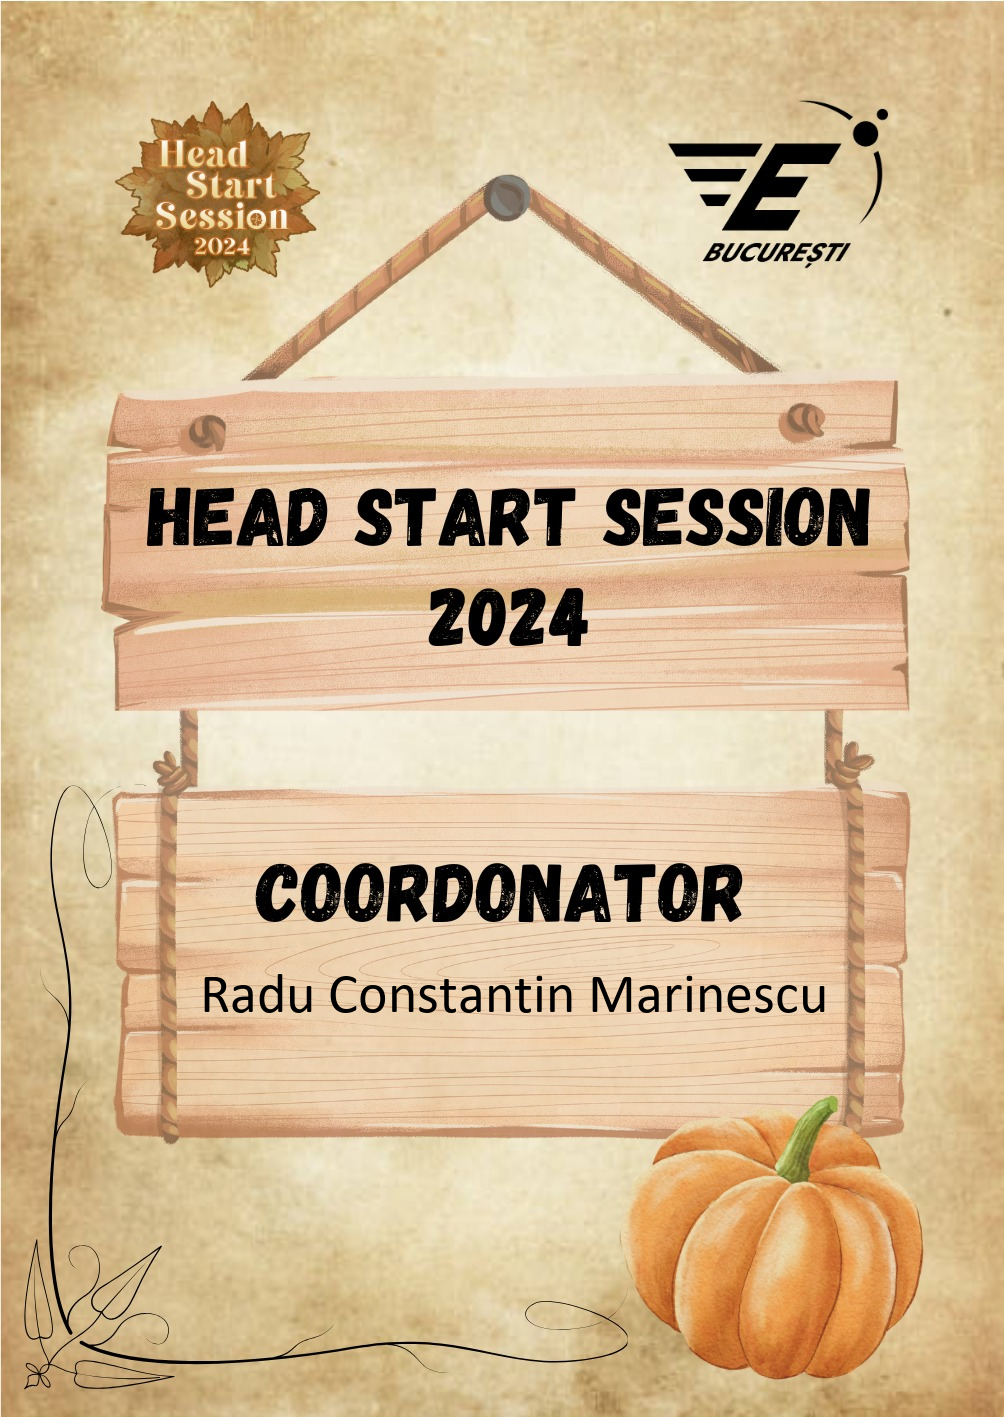 Head
Start
Session
2024
E
BUCUREȘTI
HEAD START SESSION
2024
COORDONATOR
Radu Constantin Marinescu